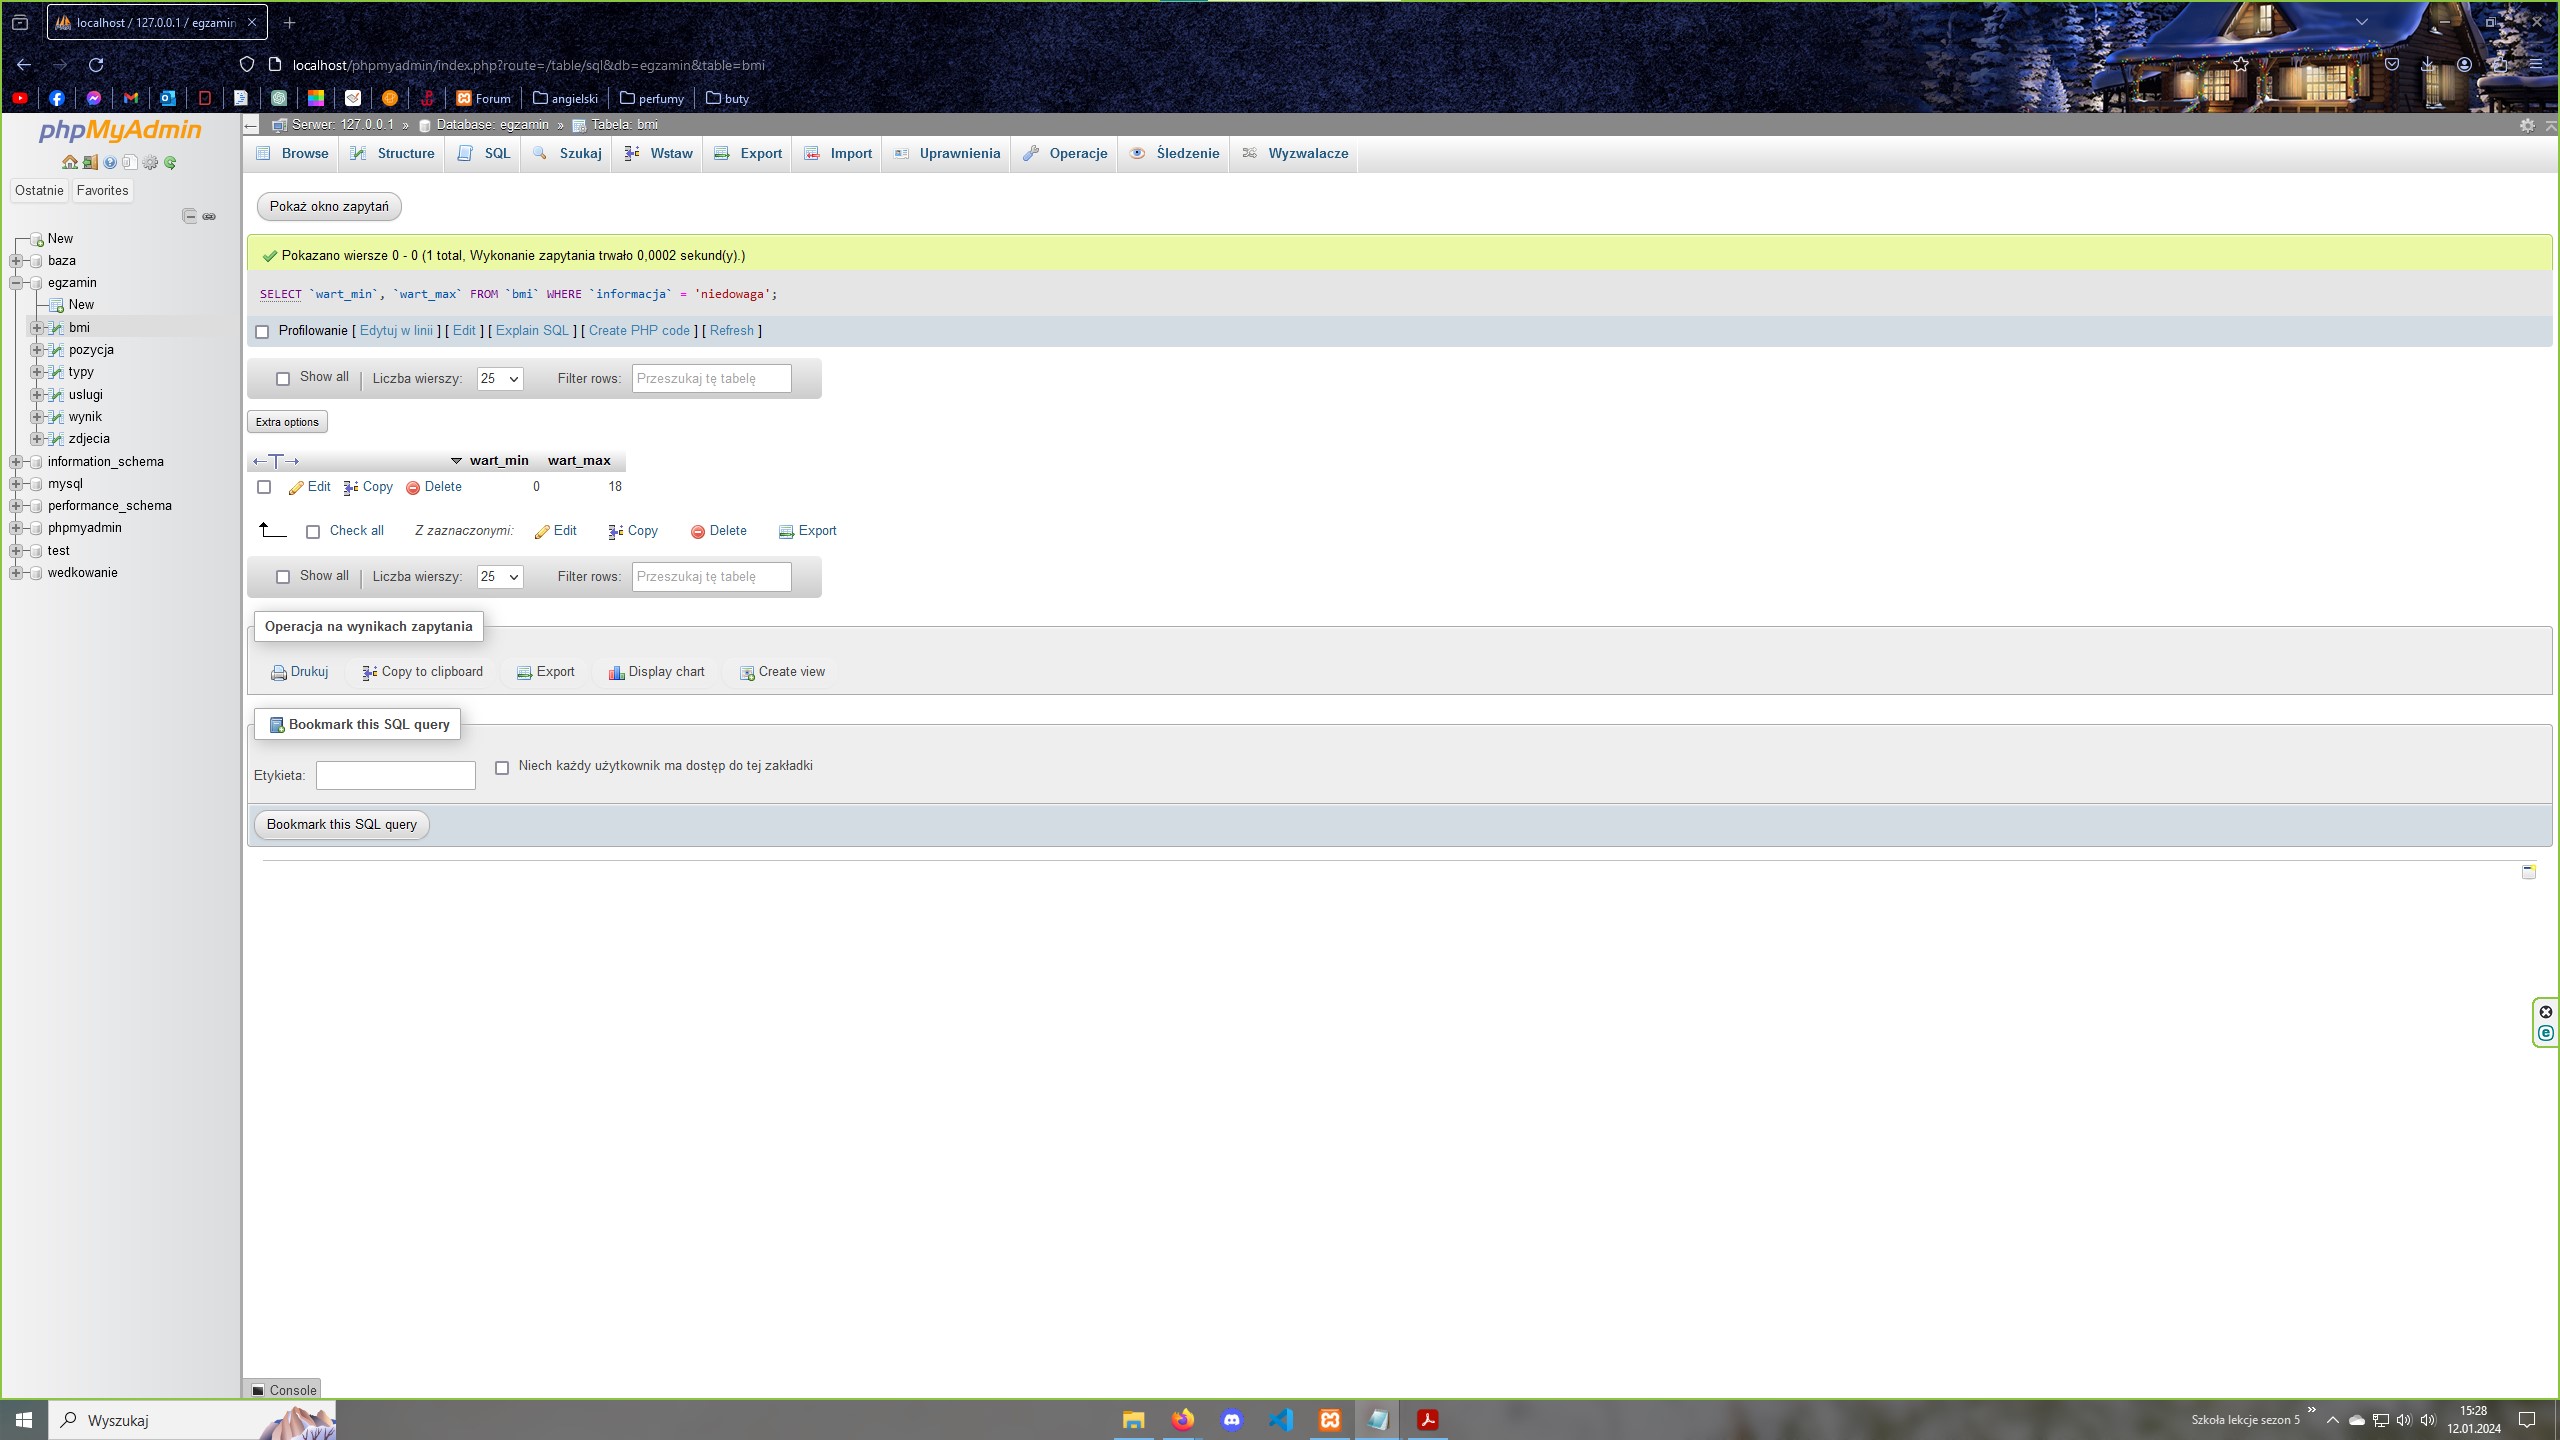 localhost / 127.0.0.1 / egzamin
localhost/phpmyadmin/index.php?route=/table/sql&db=egzamin&table=bmi
Forum angielski perfumy buty
phpMyAdmin
Ostatnie Favorites
New
baza
egzamin
New
bmi
pozycja
typy
uslugi
wynik
zdjecia
information_schema
mysql
performance_schema
phpmyadmin
test
wedkowanie
Serwer: 127.0.0.1 » Database: egzamin » Tabela: bmi
Browse Structure SQL Szukaj Wstaw Export Import Uprawnienia Operacje Śledzenie Wyzwalacze
Pokaż okno zapytań
Pokazano wiersze 0 - 0 (1 total, Wykonanie zapytania trwało 0,0002 sekund(y).)
SELECT `wart_min`, `wart_max` FROM `bmi` WHERE `informacja` = 'niedowaga';
Profilowanie [ Edytuj w linii ] [ Edit ] [ Explain SQL ] [ Create PHP code ] [ Refresh ]
Show all | Liczba wierszy: 25 Filter rows: Przeszukaj tę tabelę
Extra options
←T→ wart_min wart_max
Edit Copy Delete 0 18
Check all Z zaznaczonymi: Edit Copy Delete Export
Show all | Liczba wierszy: 25 Filter rows: Przeszukaj tę tabelę
Operacja na wynikach zapytania
Drukuj Copy to clipboard Export Display chart Create view
Bookmark this SQL query
Etykieta: Niech każdy użytkownik ma dostęp do tej zakładki
Bookmark this SQL query
Console
Wyszukaj
Szkoła lekcje sezon 5 »
15:28
12.01.2024